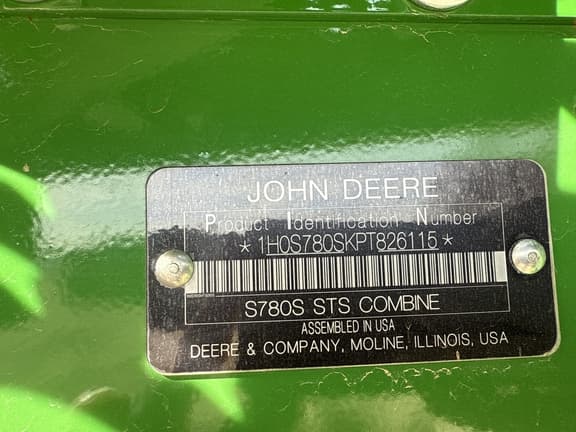 JOHN DEERE
Product Identification Number
*1H0S780SKPT826115*
S780S STS COMBINE
ASSEMBLED IN USA
DEERE & COMPANY, MOLINE, ILLINOIS, USA